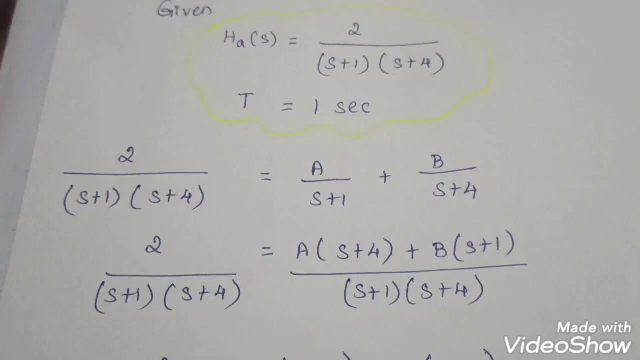 Given
Ha(s) = 2 / (s+1) (s+4)
T = 1 sec
2 / (s+1) (s+4) = A / s+1 + B / s+4
2 / (s+1) (s+4) = A(s+4) + B(s+1) / (s+1) (s+4)
Made with
VideoShow